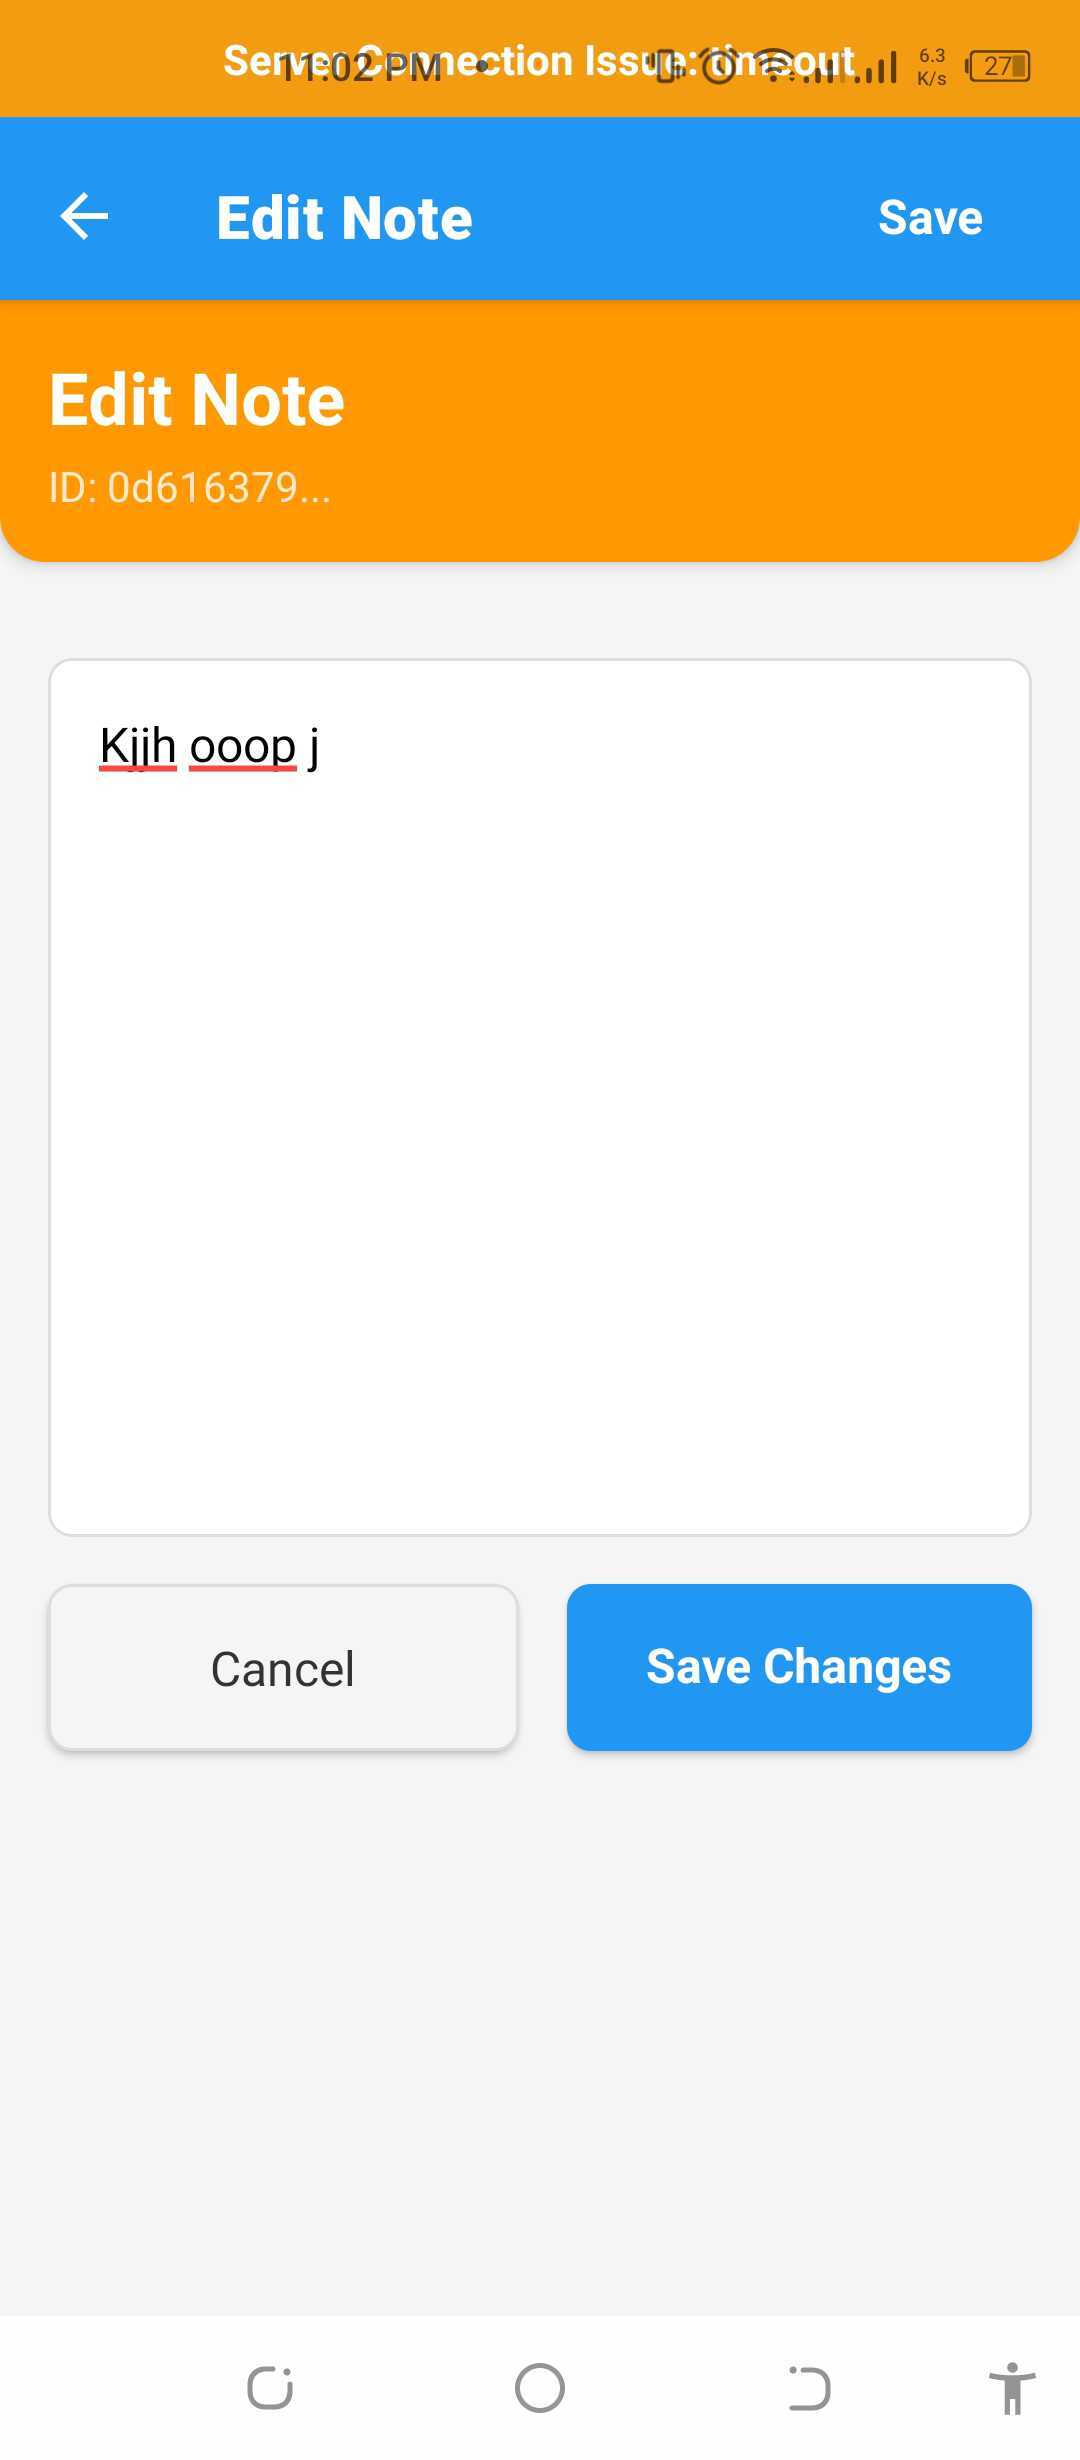 Server Connection Issue: timeout
11:02 PM
6.3
K/s
27
Edit Note
Save
Edit Note
ID: 0d616379...
Kjjh ooop j
Cancel
Save Changes